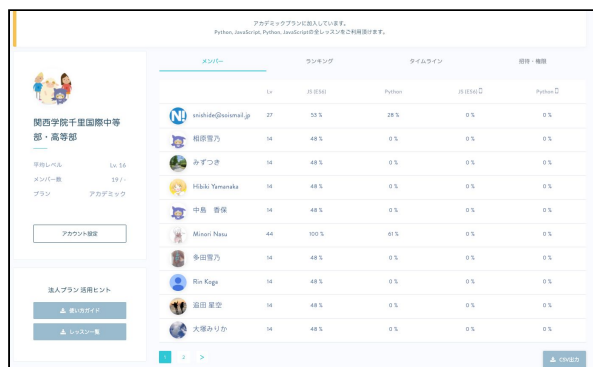 アカデミックプランに加入しています。
Python, JavaScript, Python, JavaScriptの全レッスンをご利用頂けます。
関西学院千里国際中等
部・高等部
平均レベル Lv. 16
メンバー数 19 / -
プラン アカデミック
アカウント設定
法人プラン 活用ヒント
使い方ガイド
レッスン一覧
メンバー ランキング タイムライン 招待・権限
Lv JS (ES6) Python JS (ES6) Python
N! snishide@soismail.jp 27 53 % 28 % 0 % 0 %
相原雪乃 14 48 % 0 % 0 % 0 %
みずつき 14 48 % 0 % 0 % 0 %
Hibiki Yamanaka 14 48 % 0 % 0 % 0 %
中島 香保 14 48 % 0 % 0 % 0 %
Minori Nasu 44 100 % 61 % 0 % 0 %
多田雪乃 14 48 % 0 % 0 % 0 %
Rin Koga 14 48 % 0 % 0 % 0 %
迫田 星空 14 48 % 0 % 0 % 0 %
大塚みりか 14 48 % 0 % 0 % 0 %
1 2 >
CSV出力